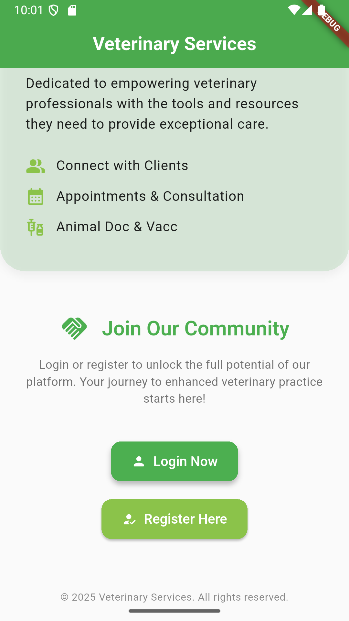 10:01
DEBUG
Veterinary Services
Dedicated to empowering veterinary
professionals with the tools and resources
they need to provide exceptional care.
Connect with Clients
Appointments & Consultation
Animal Doc & Vacc
Join Our Community
Login or register to unlock the full potential of our
platform. Your journey to enhanced veterinary practice
starts here!
Login Now
Register Here
© 2025 Veterinary Services. All rights reserved.